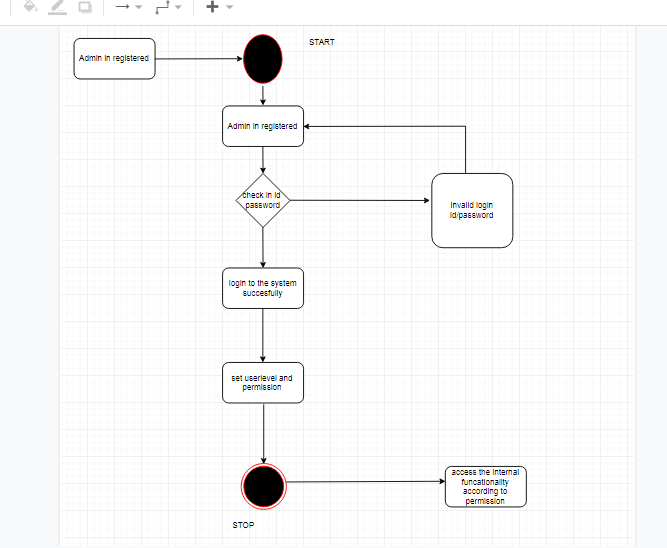 START
Admin in registered
Admin in registered
check in id
password
invalid login
id/password
login to the system
succesfully
set userlevel and
permission
access the internal
funcationality
according to
permission
STOP